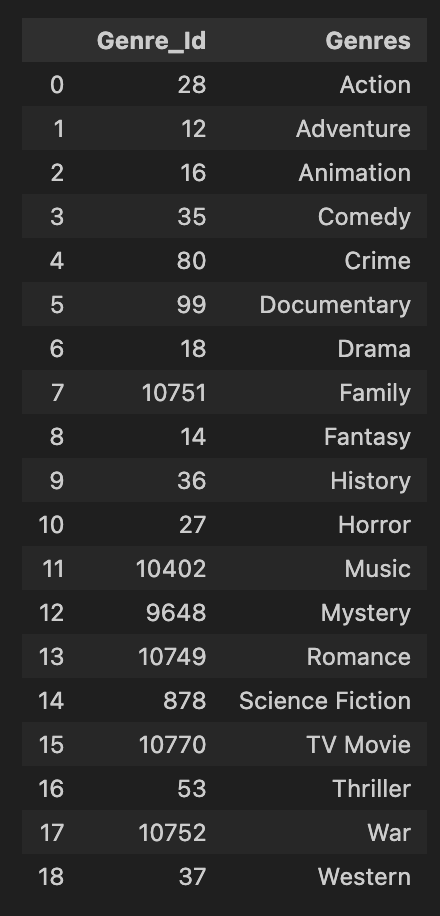 Genre_Id Genres
0 28 Action
1 12 Adventure
2 16 Animation
3 35 Comedy
4 80 Crime
5 99 Documentary
6 18 Drama
7 10751 Family
8 14 Fantasy
9 36 History
10 27 Horror
11 10402 Music
12 9648 Mystery
13 10749 Romance
14 878 Science Fiction
15 10770 TV Movie
16 53 Thriller
17 10752 War
18 37 Western